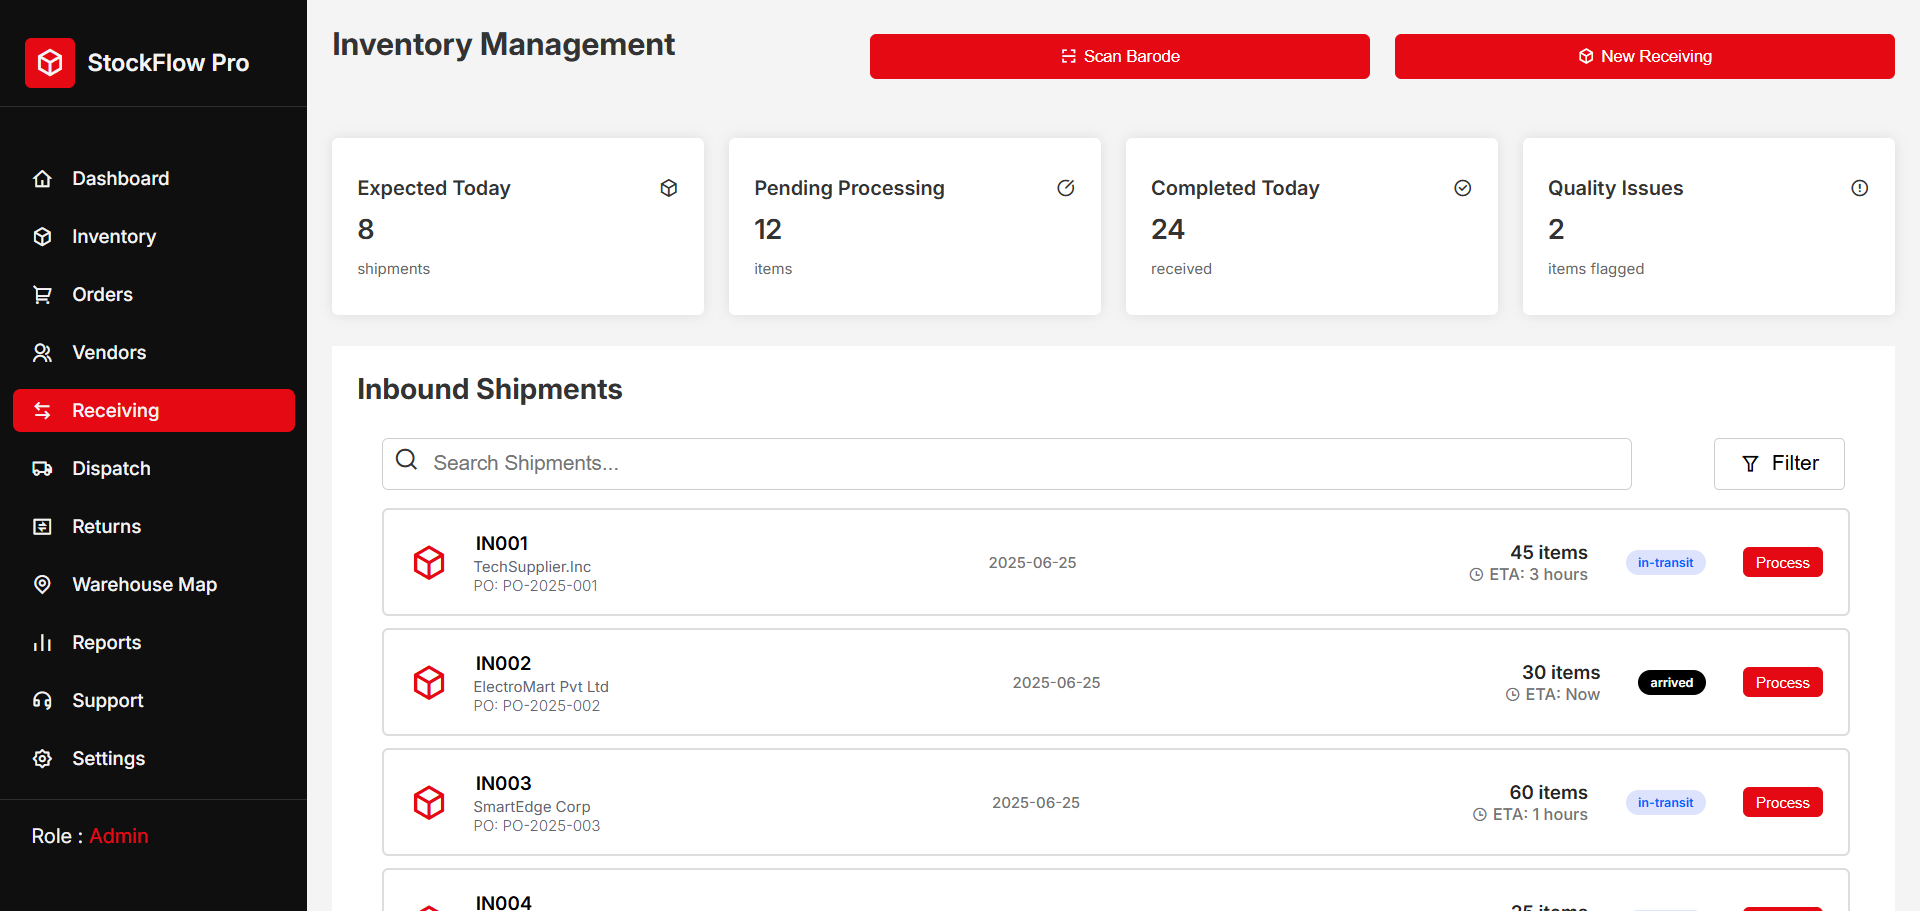 StockFlow Pro
Dashboard
Inventory
Orders
Vendors
Receiving
Dispatch
Returns
Warehouse Map
Reports
Support
Settings
Role : Admin
Inventory Management
Scan Barode
New Receiving
Expected Today
8
shipments
Pending Processing
12
items
Completed Today
24
received
Quality Issues
2
items flagged
Inbound Shipments
Search Shipments...
Filter
IN001
TechSupplier.Inc
PO: PO-2025-001
2025-06-25
45 items
ETA: 3 hours
in-transit
Process
IN002
ElectroMart Pvt Ltd
PO: PO-2025-002
2025-06-25
30 items
ETA: Now
arrived
Process
IN003
SmartEdge Corp
PO: PO-2025-003
2025-06-25
60 items
ETA: 1 hours
in-transit
Process
IN004
items